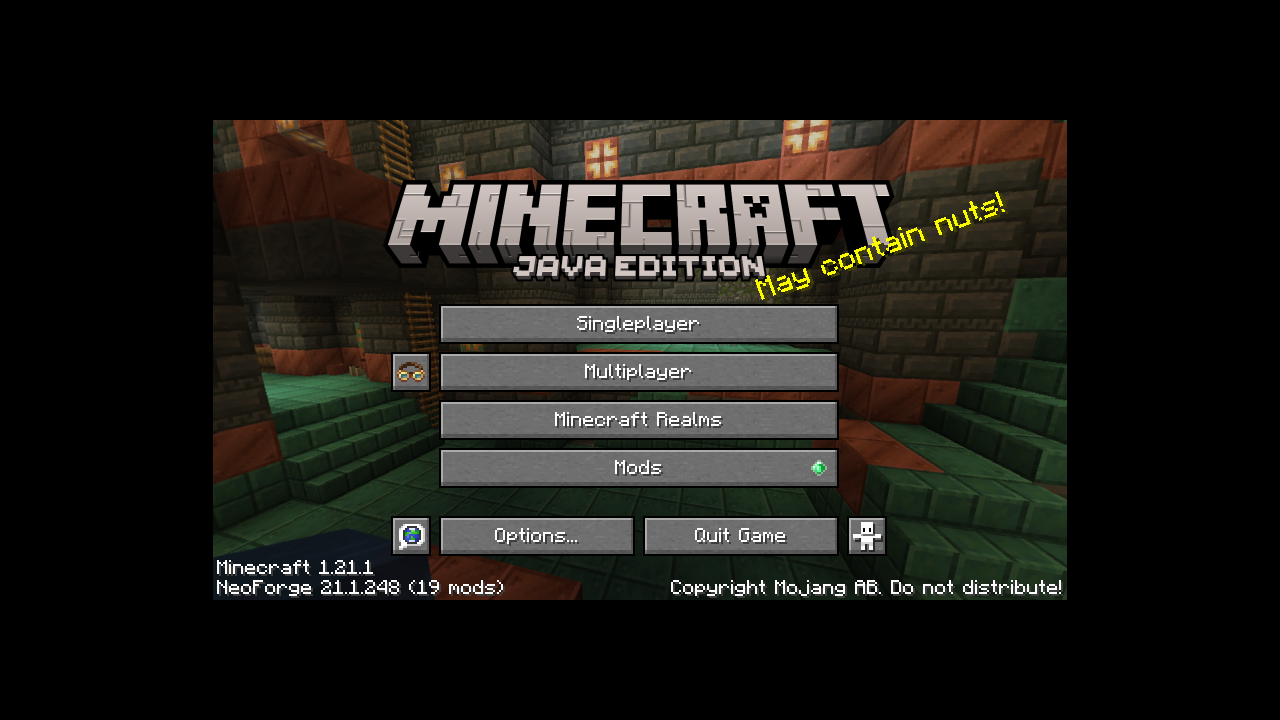 MINECRAFT
JAVA EDITION
May contain nuts!
Singleplayer
Multiplayer
Minecraft Realms
Mods
Options...
Quit Game
Minecraft 1.21.1
NeoForge 21.1.248 (19 mods)
Copyright Mojang AB. Do not distribute!